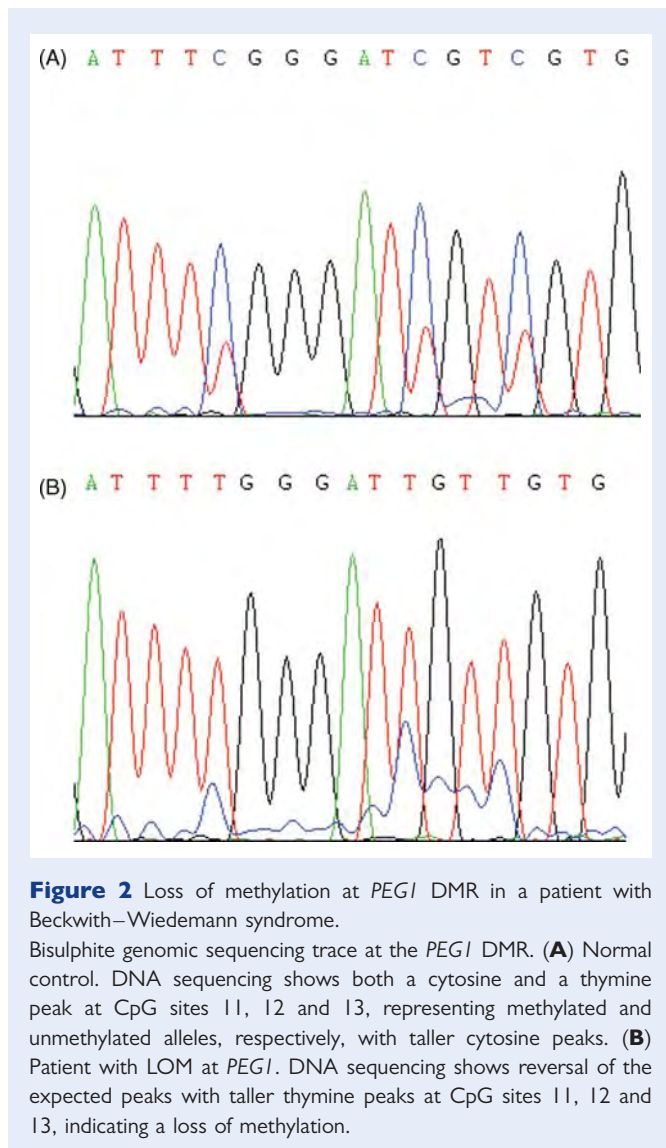 (A) A T T T C G G G A T C G T C G T G
(B) A T T T T G G G A T T G T T G T G
Figure 2 Loss of methylation at PEG1 DMR in a patient with
Beckwith–Wiedemann syndrome.
Bisulphite genomic sequencing trace at the PEG1 DMR. (A) Normal
control. DNA sequencing shows both a cytosine and a thymine
peak at CpG sites 11, 12 and 13, representing methylated and
unmethylated alleles, respectively, with taller cytosine peaks. (B)
Patient with LOM at PEG1. DNA sequencing shows reversal of the
expected peaks with taller thymine peaks at CpG sites 11, 12 and
13, indicating a loss of methylation.